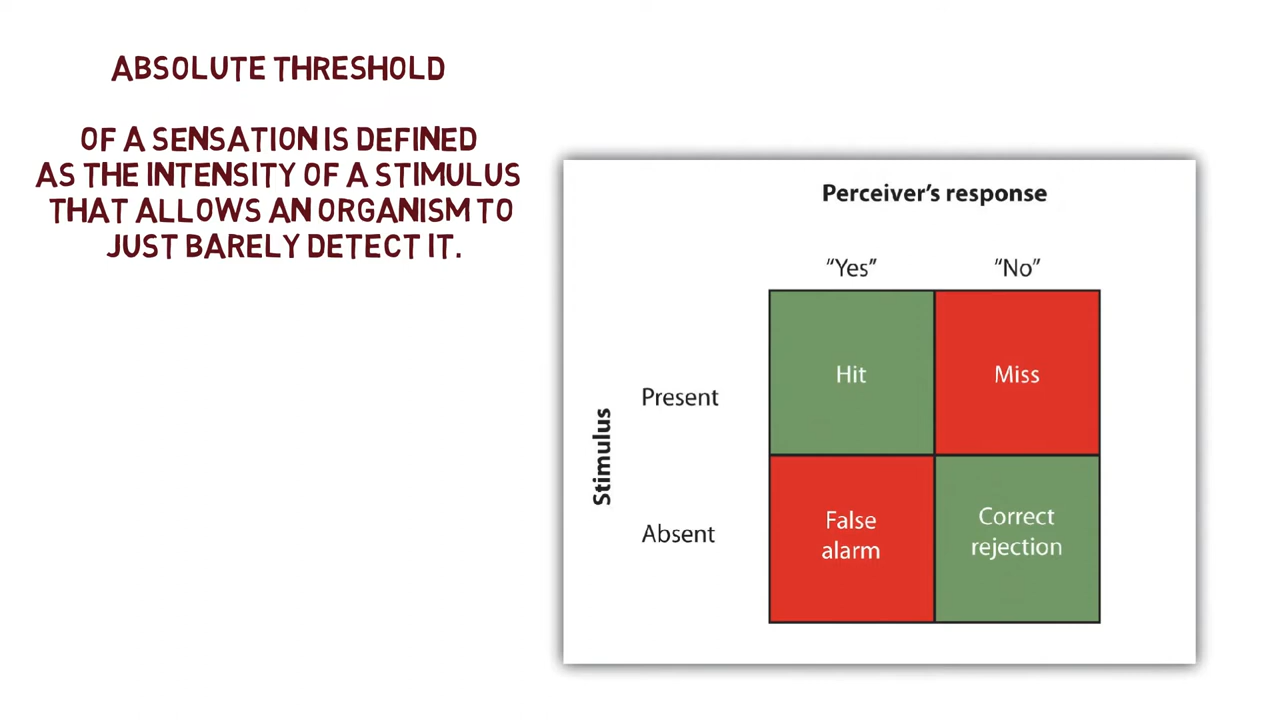 ABSOLUTE THRESHOLD
OF A SENSATION IS DEFINED
AS THE INTENSITY OF A STIMULUS
THAT ALLOWS AN ORGANISM TO
JUST BARELY DETECT IT.
Perceiver's response
"Yes" "No"
Stimulus
Present
Hit
Miss
Absent
False
alarm
Correct
rejection